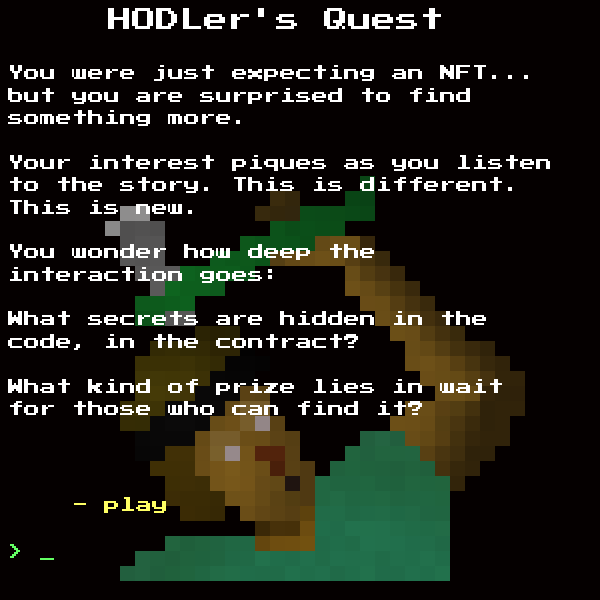 HODLer's Quest
You were just expecting an NFT...
but you are surprised to find
something more.
Your interest piques as you listen
to the story. This is different.
This is new.
You wonder how deep the
interaction goes:
What secrets are hidden in the
code, in the contract?
What kind of prize lies in wait
for those who can find it?
- play
> _